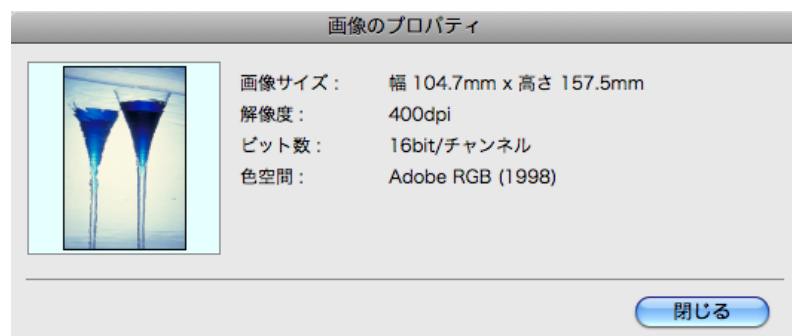 画像のプロパティ
画像サイズ： 幅 104.7mm x 高さ 157.5mm
解像度： 400dpi
ビット数： 16bit/チャンネル
色空間： Adobe RGB (1998)
閉じる